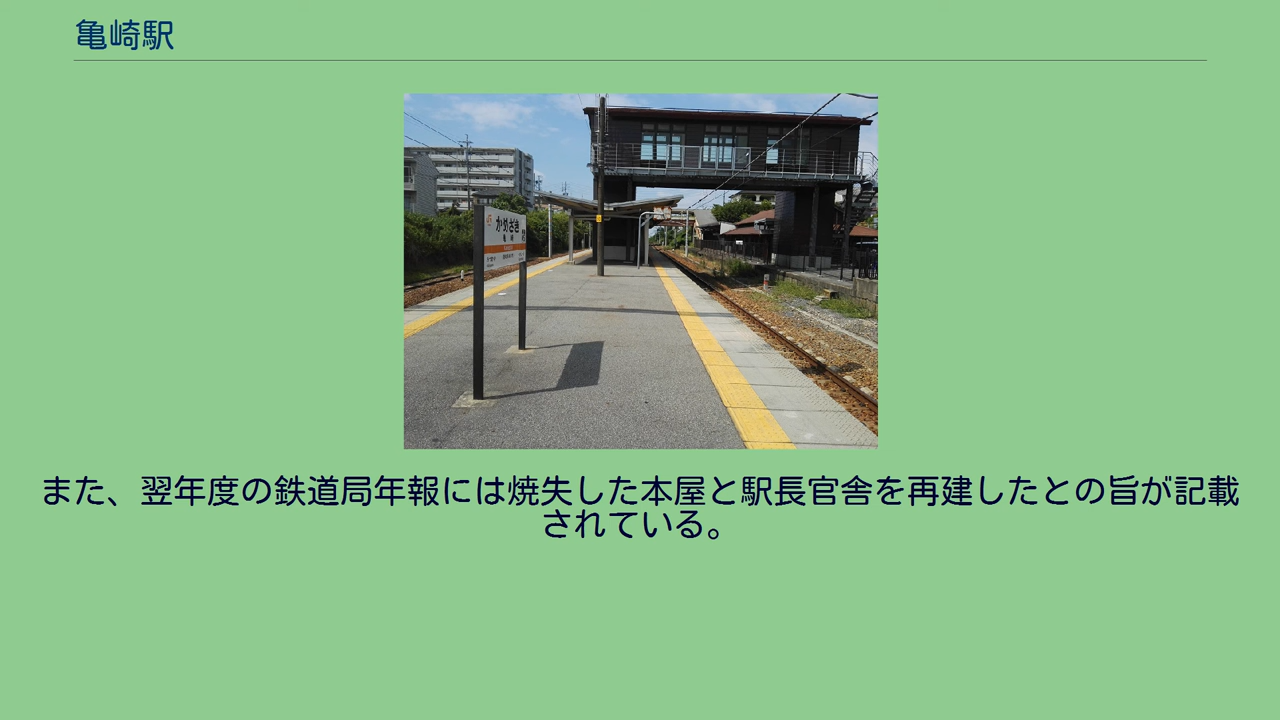 亀崎駅
かめざき
亀崎
また、翌年度の鉄道局年報には焼失した本屋と駅長官舎を再建したとの旨が記載
されている。